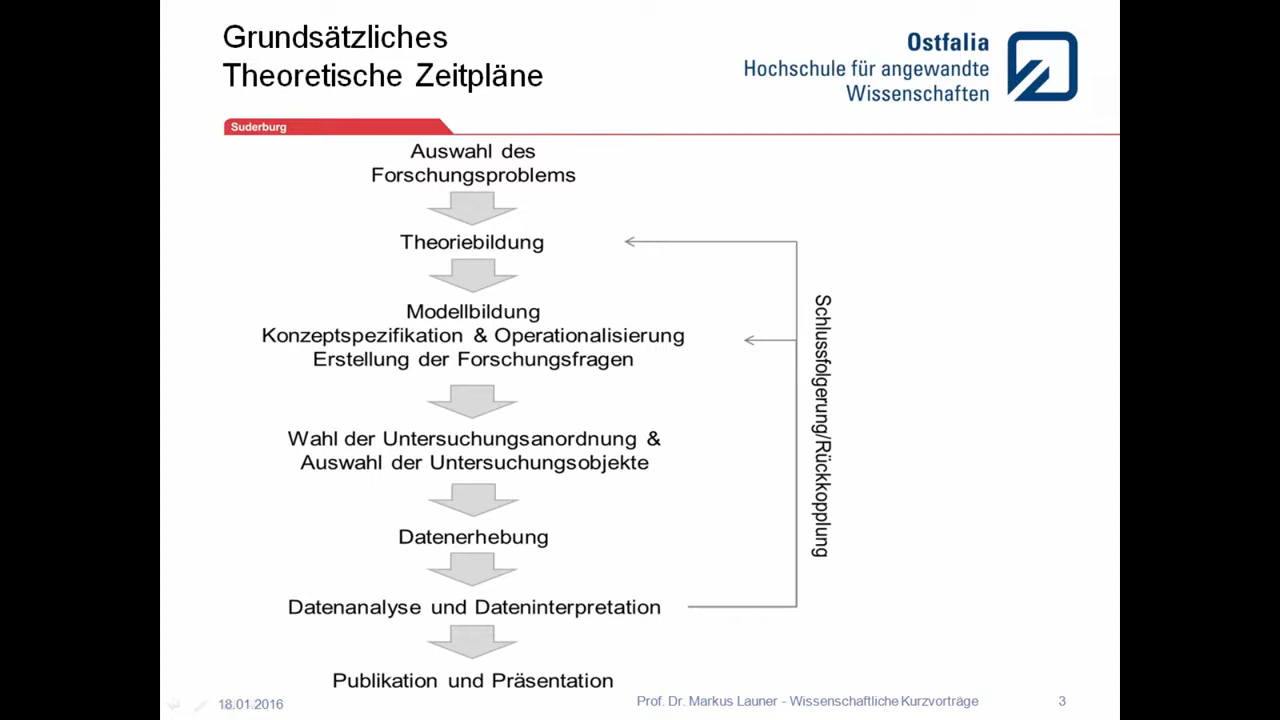 Grundsätzliches
Theoretische Zeitpläne
Ostfalia
Hochschule für angewandte
Wissenschaften
Suderburg
Auswahl des
Forschungsproblems
Theoriebildung
Modellbildung
Konzeptspezifikation & Operationalisierung
Erstellung der Forschungsfragen
Wahl der Untersuchungsanordnung &
Auswahl der Untersuchungsobjekte
Datenerhebung
Datenanalyse und Dateninterpretation
Publikation und Präsentation
Schlussfolgerung/Rückkopplung
18.01.2016
Prof. Dr. Markus Launer - Wissenschaftliche Kurzvorträge
3